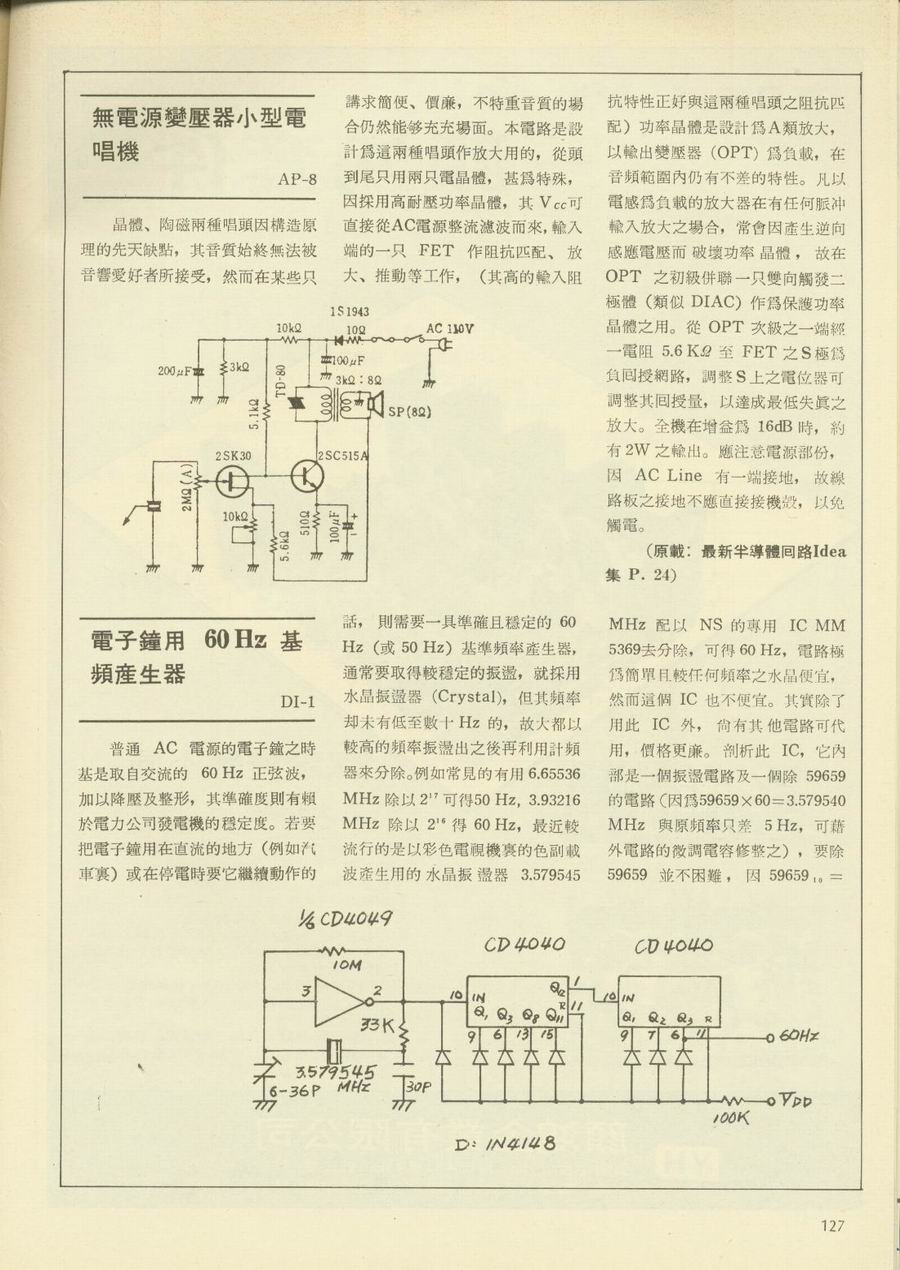 無電源變壓器小型電
唱機
AP-8
晶體、陶磁兩種唱頭因構造原
理的先天缺點，其音質始終無法被
音響愛好者所接受，然而在某些只
講求簡便、價廉，不特重音質的場
合仍然能够充充場面。本電路是設
計爲這兩種唱頭作放大用的，從頭
到尾只用兩只電晶體，甚爲特殊，
因採用高耐壓功率晶體，其 Vcc可
直接從AC電源整流濾波而來，輸入
端的一只 FET 作阻抗匹配、放
大、推動等工作，（其高的輸入阻
抗特性正好與這兩種唱頭之阻抗匹
配）功率晶體是設計爲A類放大，
以輸出變壓器（OPT）爲負載，在
音頻範圍內仍有不差的特性。凡以
電感爲負載的放大器在有任何脈冲
輸入放大之場合，常會因產生逆向
感應電壓而破壞功率晶體，故在
OPT 之初級併聯一只雙向觸發二
極體（類似 DIAC）作爲保護功率
晶體之用。從 OPT 次級之一端經
一電阻 5.6 KΩ 至 FET 之S極爲
負回授網路，調整S上之電位器可
調整其回授量，以達成最低失眞之
放大。全機在增益爲 16dB 時，約
有 2W 之輸出。應注意電源部份，
因 AC Line 有一端接地，故線
路板之接地不應直接接機殼，以免
觸電。
（原載：最新半導體回路Idea
集 P. 24）
1S1943
10kΩ
10Ω
AC 110V
200μF
3kΩ
100μF
TD-80
3kΩ：8Ω
SP(8Ω)
5.1kΩ
2SK30
2SC515A
2MΩ(A)
10kΩ
5.6kΩ
510Ω
100μF
+
−
電子鐘用 60 Hz 基
頻產生器
DI-1
普通 AC 電源的電子鐘之時
基是取自交流的 60 Hz 正弦波，
加以降壓及整形，其準確度則有賴
於電力公司發電機的穩定度。若要
把電子鐘用在直流的地方（例如汽
車裏）或在停電時要它繼續動作的
話，則需要一具準確且穩定的 60
Hz（或 50 Hz）基準頻率產生器，
通常要取得較穩定的振盪，就採用
水晶振盪器（Crystal），但其頻率
却未有低至數十 Hz 的，故大都以
較高的頻率振盪出之後再利用計頻
器來分除。例如常見的有用 6.65536
MHz 除以 2¹⁷ 可得50 Hz, 3.93216
MHz 除以 2¹⁶ 得 60 Hz，最近較
流行的是以彩色電視機裏的色副載
波產生用的水晶振盪器 3.579545
MHz 配以 NS 的專用 IC MM
5369去分除，可得 60 Hz，電路極
爲簡單且較任何頻率之水晶便宜，
然而這個 IC 也不便宜。其實除了
用此 IC 外，尙有其他電路可代
用，價格更廉。剖析此 IC，它內
部是一個振盪電路及一個除 59659
的電路（因爲59659×60=3.579540
MHz 與原頻率只差 5 Hz，可藉
外電路的微調電容修整之），要除
59659 並不困難，因 59659₁₀ =
1/6 CD4049
10M
3
2
33K
3.579545
MHz
6-36P
30P
CD4040
10
IN
Q12
1
R
11
Q1 Q3 Q8 Q11
9 6 13 15
CD4040
10
IN
Q1 Q2 Q3 R
9 7 6 11
60Hz
VDD
100K
D: 1N4148
127